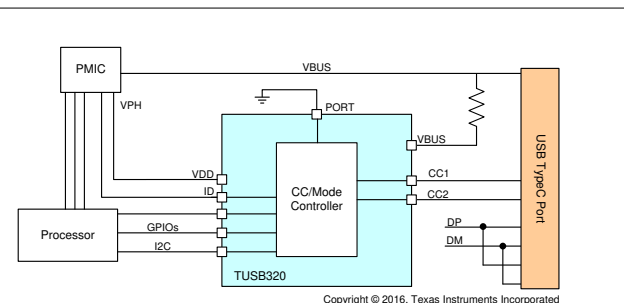 PMIC
VBUS
VPH
PORT
VBUS
VDD
CC1
ID
CC/Mode
Controller
CC2
USB TypeC Port
Processor
GPIOs
DP
I2C
DM
TUSB320
Copyright © 2016, Texas Instruments Incorporated